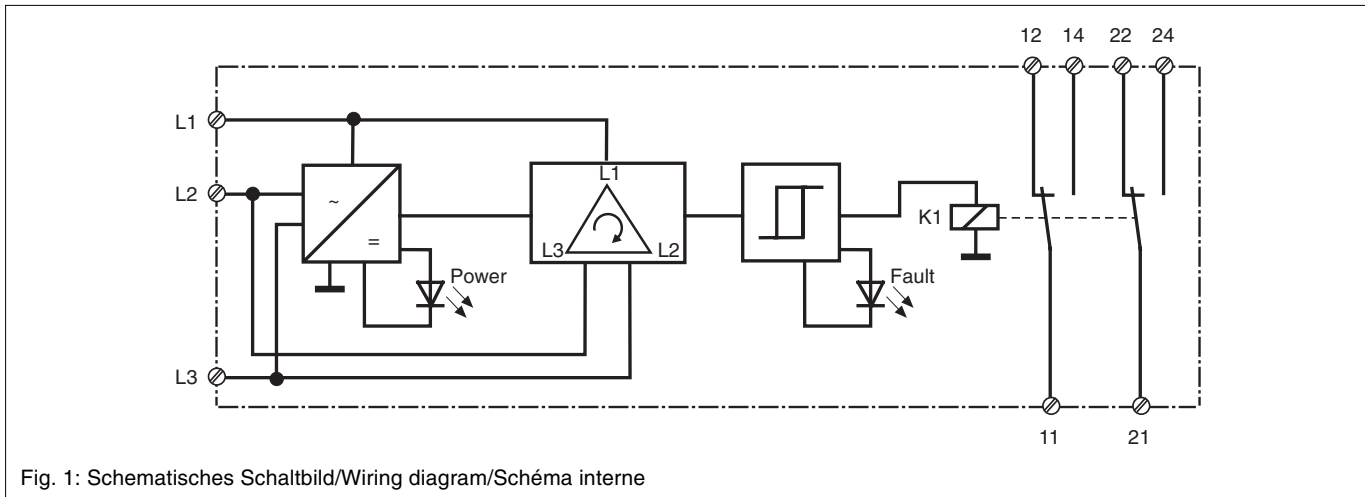 12 14 22 24
L1
L1
L2
~
K1
L3 L2
=
Power
Fault
L3
11 21
Fig. 1: Schematisches Schaltbild/Wiring diagram/Schéma interne